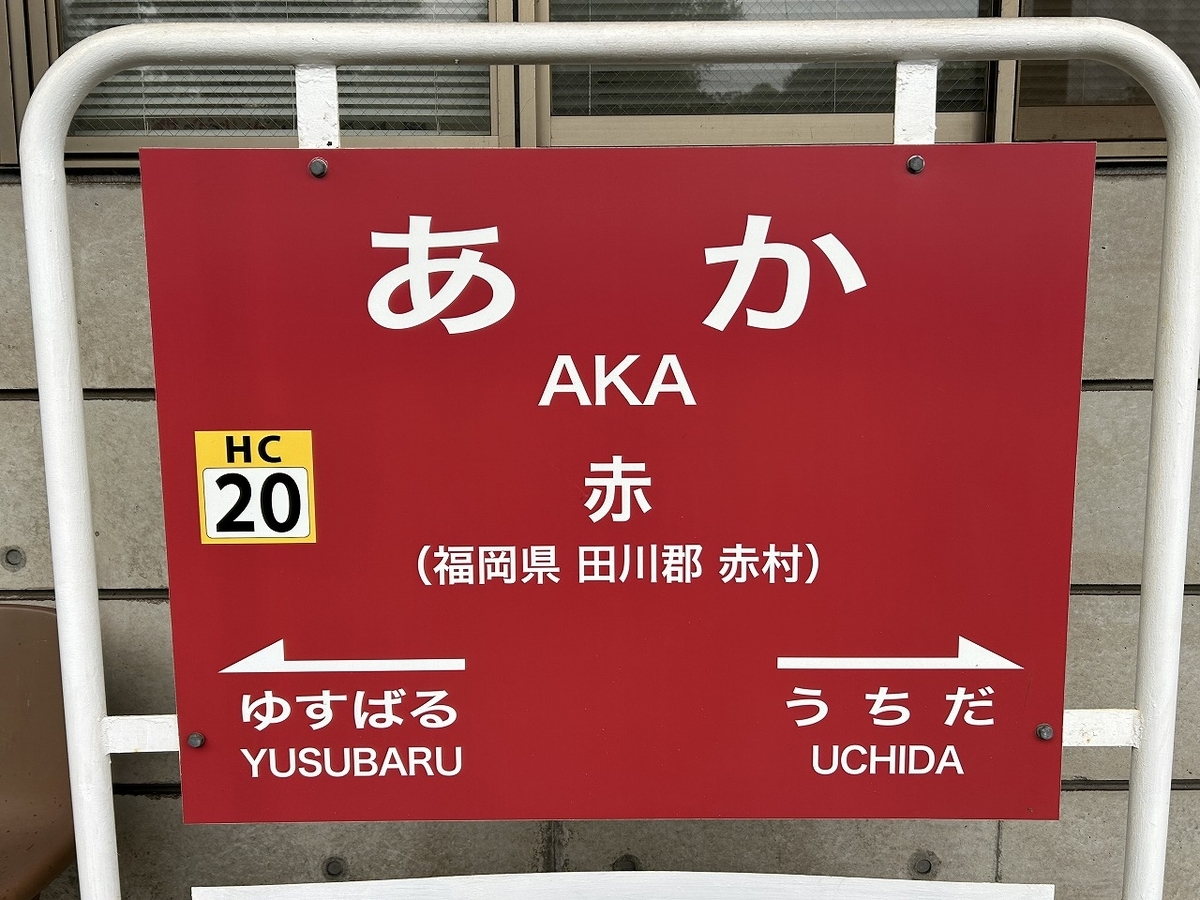 あか
AKA
HC
20
赤
（福岡県 田川郡 赤村）
ゆすばる
YUSUBARU
うちだ
UCHIDA